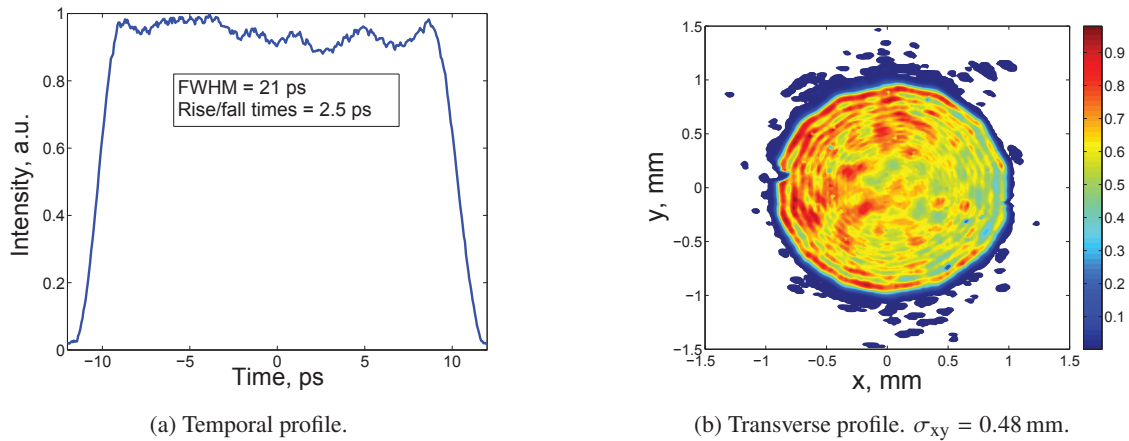 1
0.8
0.6
0.4
0.2
0
Intensity, a.u.
FWHM = 21 ps
Rise/fall times = 2.5 ps
−10 −5 0 5 10
Time, ps
(a) Temporal profile.
1.5
1
0.5
0
−0.5
−1
−1.5
y, mm
−1.5 −1 −0.5 0 0.5 1 1.5
x, mm
0.9
0.8
0.7
0.6
0.5
0.4
0.3
0.2
0.1
(b) Transverse profile. σxy = 0.48 mm.